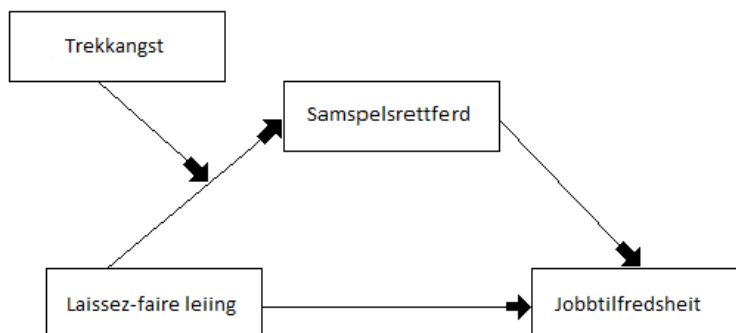 Trekkangst
Samspelsrettferd
Laissez-faire leiing
Jobbtilfredsheit